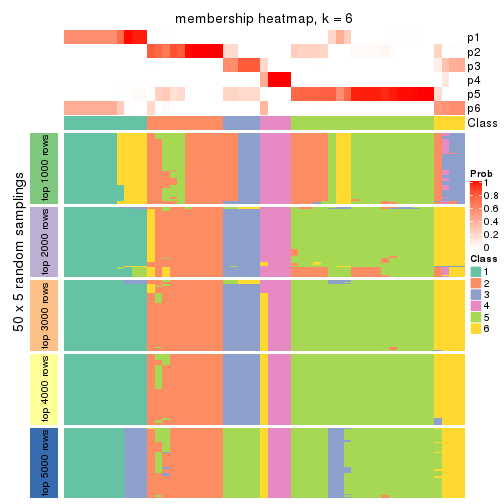 membership heatmap, k = 6
p1
p2
p3
p4
p5
p6
Class
50 x 5 random samplings
top 1000 rows
top 2000 rows
top 3000 rows
top 4000 rows
top 5000 rows
Prob
1
0.8
0.6
0.4
0.2
0
Class
1
2
3
4
5
6